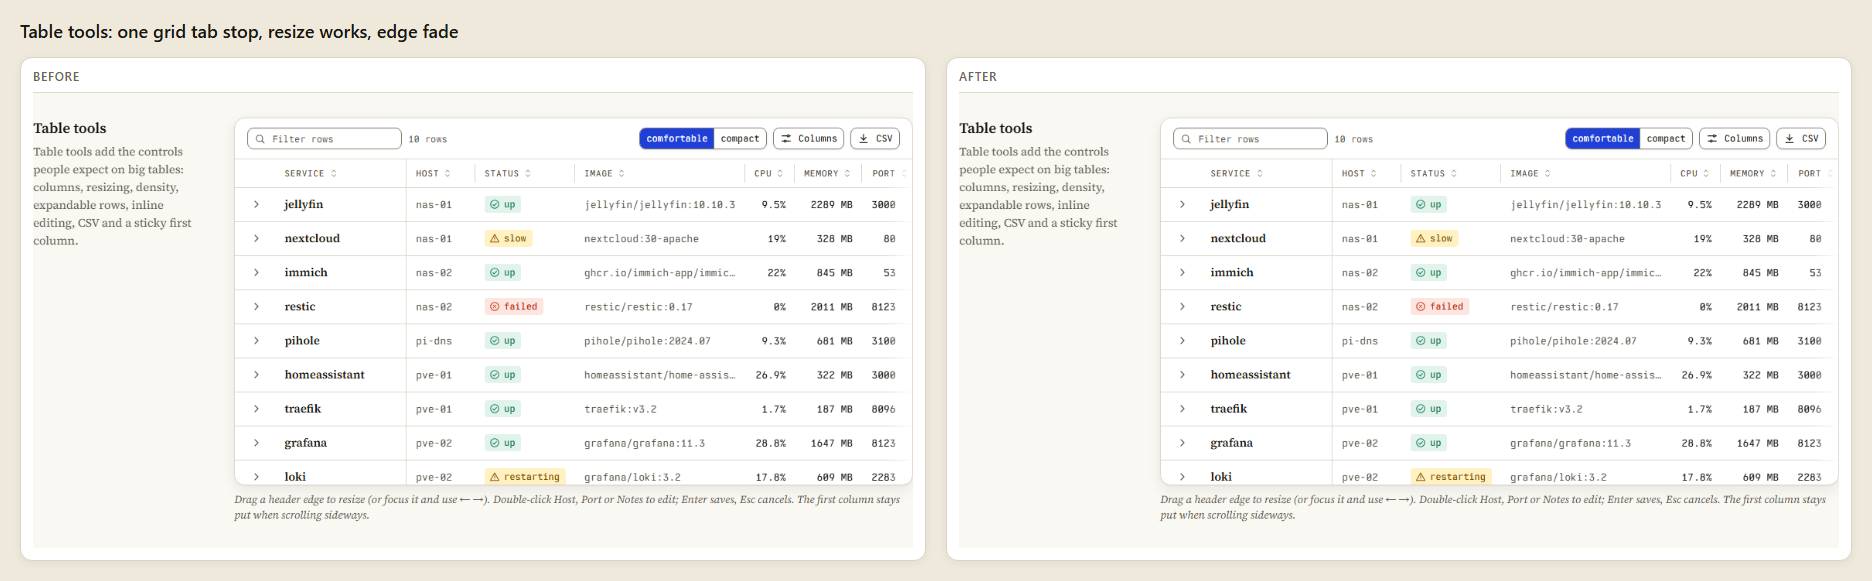 Table tools: one grid tab stop, resize works, edge fade
BEFORE
Table tools
Table tools add the controls
people expect on big tables:
columns, resizing, density,
expandable rows, inline
editing, CSV and a sticky first
column.
Filter rows 10 rows comfortable compact Columns CSV
SERVICE HOST STATUS IMAGE CPU MEMORY PORT
jellyfin nas-01 up jellyfin/jellyfin:10.10.3 9.5% 2289 MB 3000
nextcloud nas-01 slow nextcloud:30-apache 19% 328 MB 80
immich nas-02 up ghcr.io/immich-app/immic… 22% 845 MB 53
restic nas-02 failed restic/restic:0.17 0% 2011 MB 8123
pihole pi-dns up pihole/pihole:2024.07 9.3% 681 MB 3100
homeassistant pve-01 up homeassistant/home-assis… 26.9% 322 MB 3000
traefik pve-01 up traefik:v3.2 1.7% 187 MB 8096
grafana pve-02 up grafana/grafana:11.3 28.8% 1647 MB 8123
loki pve-02 restarting grafana/loki:3.2 17.8% 609 MB 2283
Drag a header edge to resize (or focus it and use ←→). Double-click Host, Port or Notes to edit; Enter saves, Esc cancels. The first column stays
put when scrolling sideways.
AFTER
Table tools
Table tools add the controls
people expect on big tables:
columns, resizing, density,
expandable rows, inline
editing, CSV and a sticky first
column.
Filter rows 10 rows comfortable compact Columns CSV
SERVICE HOST STATUS IMAGE CPU MEMORY PORT
jellyfin nas-01 up jellyfin/jellyfin:10.10.3 9.5% 2289 MB 3000
nextcloud nas-01 slow nextcloud:30-apache 19% 328 MB 80
immich nas-02 up ghcr.io/immich-app/immic… 22% 845 MB 53
restic nas-02 failed restic/restic:0.17 0% 2011 MB 8123
pihole pi-dns up pihole/pihole:2024.07 9.3% 681 MB 3100
homeassistant pve-01 up homeassistant/home-assis… 26.9% 322 MB 3000
traefik pve-01 up traefik:v3.2 1.7% 187 MB 8096
grafana pve-02 up grafana/grafana:11.3 28.8% 1647 MB 8123
loki pve-02 restarting grafana/loki:3.2 17.8% 609 MB 2283
Drag a header edge to resize (or focus it and use ←→). Double-click Host, Port or Notes to edit; Enter saves, Esc cancels. The first column stays
put when scrolling sideways.